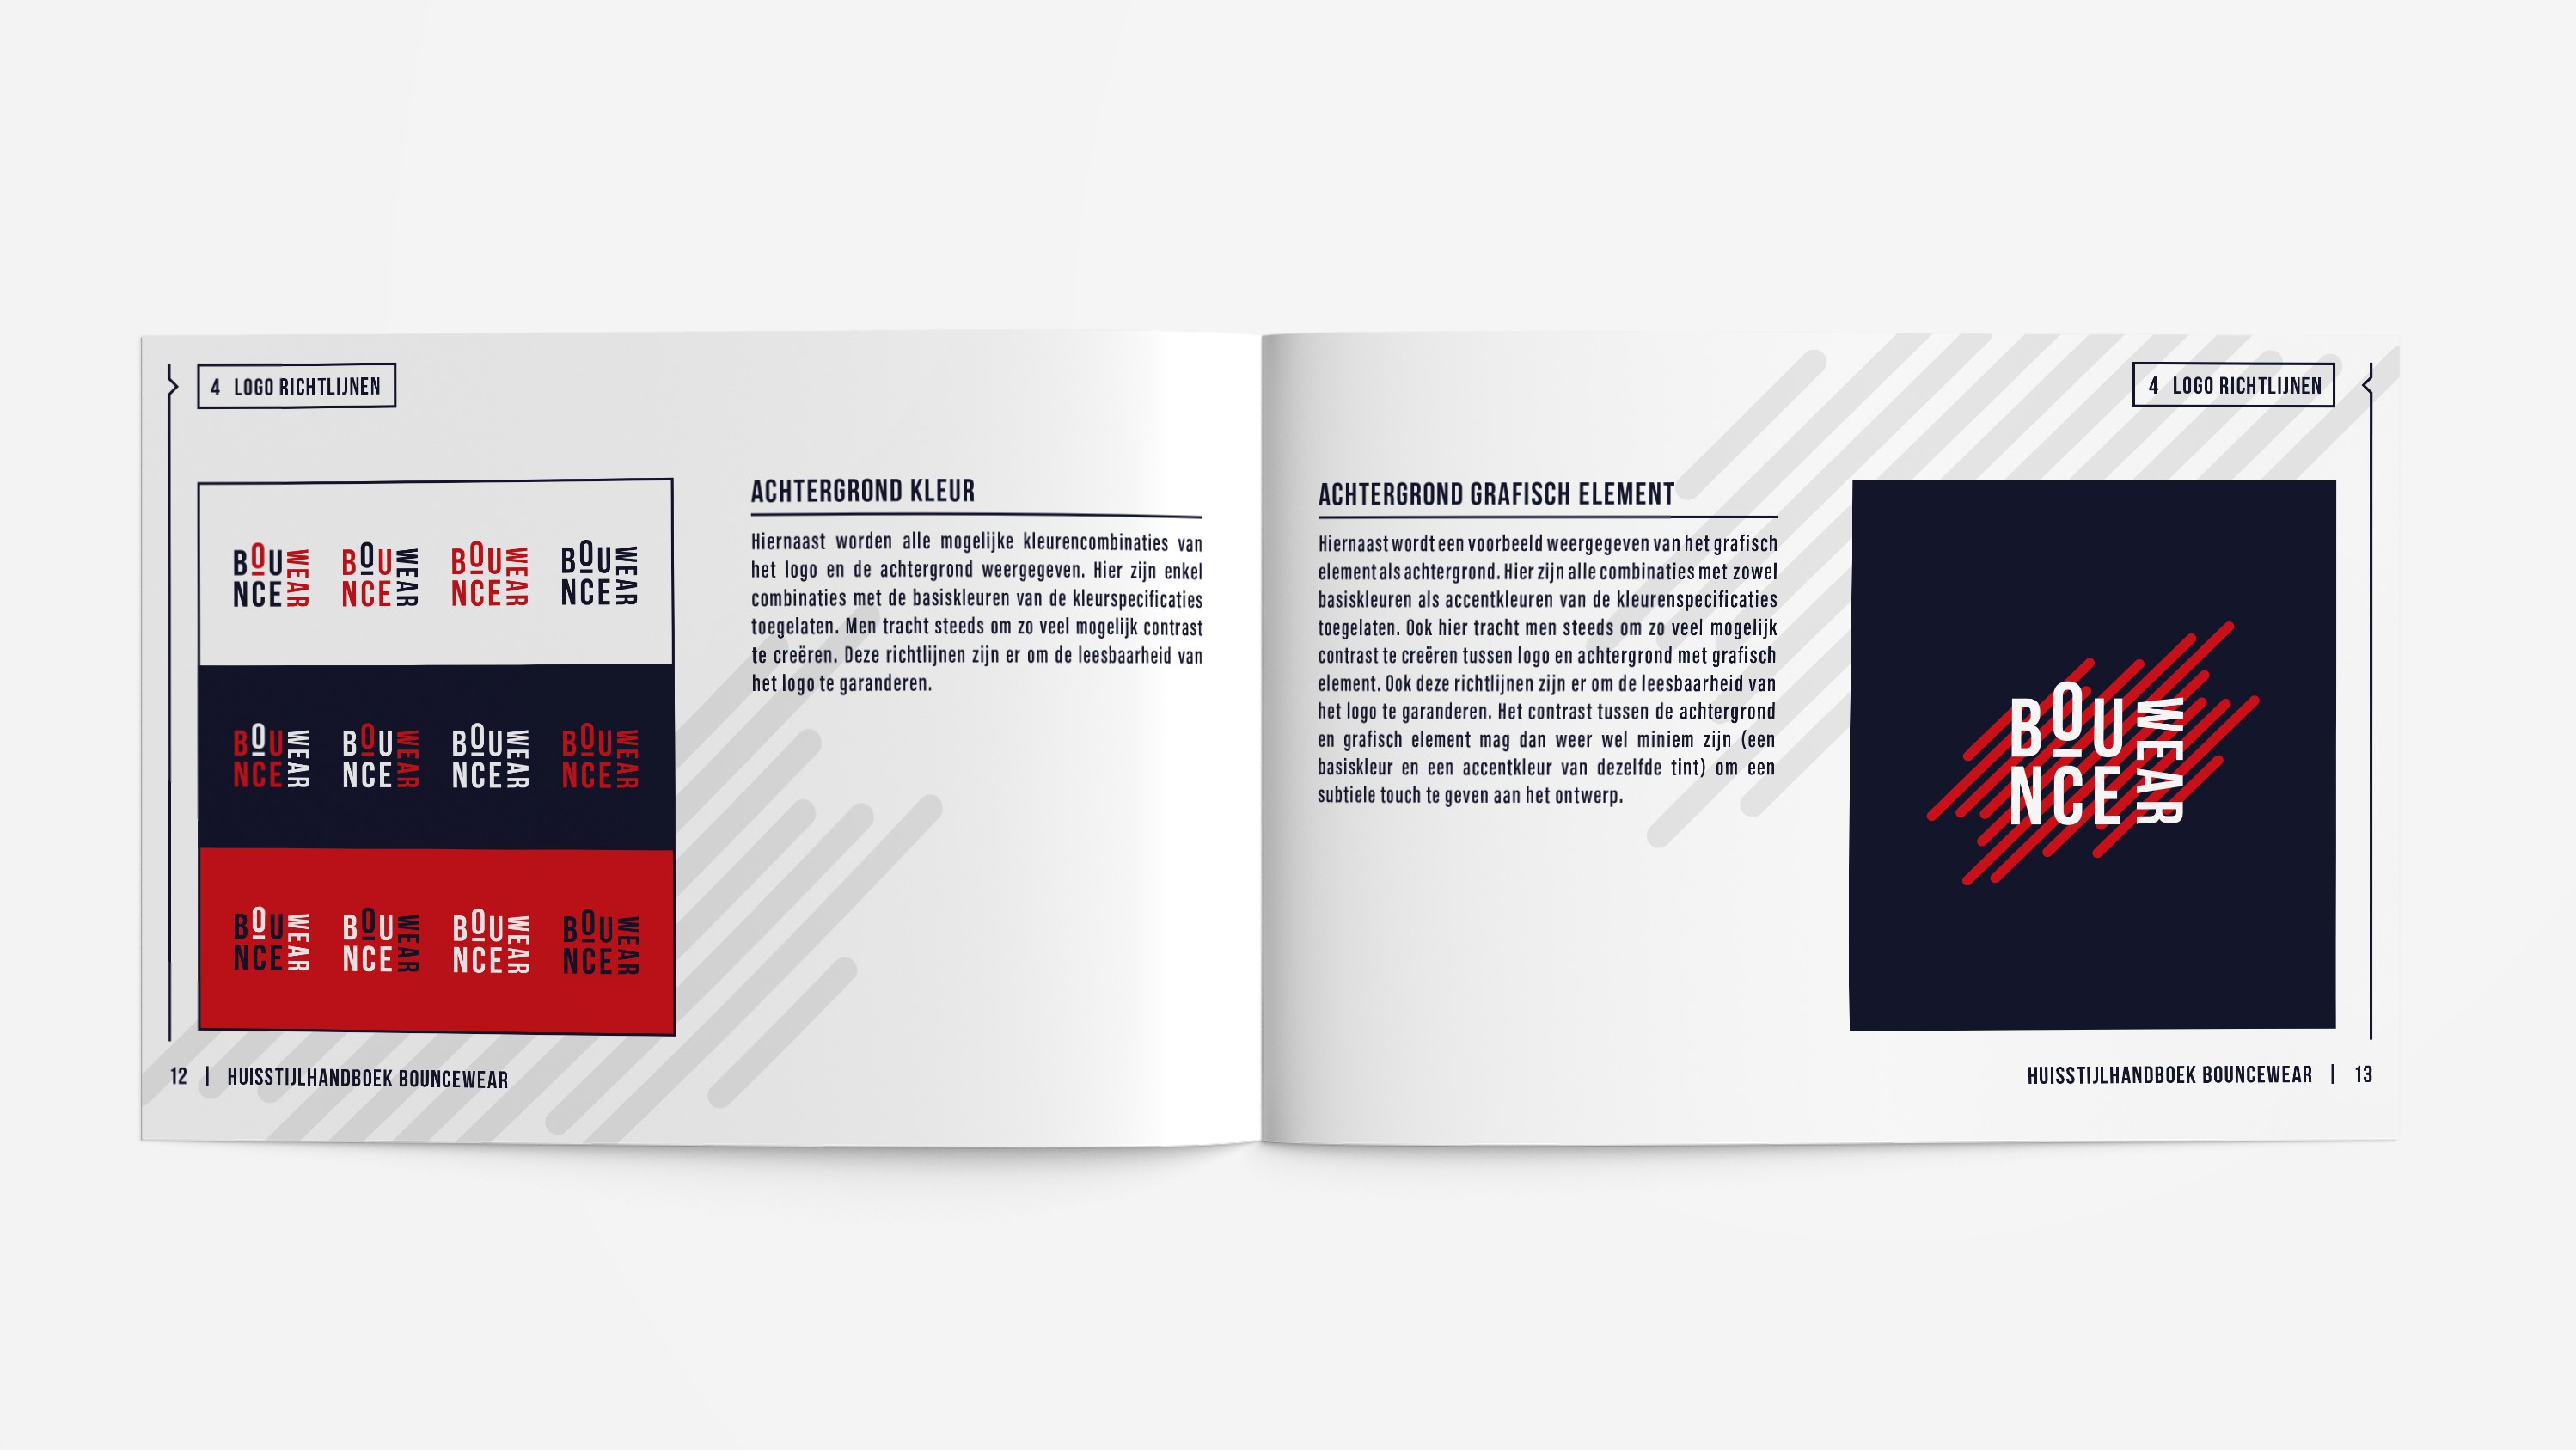 4 LOGO RICHTLIJNEN
BOU WEAR
NCE
BOU WEAR
NCE
BOU WEAR
NCE
BOU WEAR
NCE
BOU WEAR
NCE
BOU WEAR
NCE
BOU WEAR
NCE
BOU WEAR
NCE
BOU WEAR
NCE
BOU WEAR
NCE
BOU WEAR
NCE
BOU WEAR
NCE
ACHTERGROND KLEUR
Hiernaast worden alle mogelijke kleurencombinaties van
het logo en de achtergrond weergegeven. Hier zijn enkel
combinaties met de basiskleuren van de kleurspecificaties
toegelaten. Men tracht steeds om zo veel mogelijk contrast
te creëren. Deze richtlijnen zijn er om de leesbaarheid van
het logo te garanderen.
12 | HUISSTIJLHANDBOEK BOUNCEWEAR
4 LOGO RICHTLIJNEN
ACHTERGROND GRAFISCH ELEMENT
Hiernaast wordt een voorbeeld weergegeven van het grafisch
element als achtergrond. Hier zijn alle combinaties met zowel
basiskleuren als accentkleuren van de kleurenspecificaties
toegelaten. Ook hier tracht men steeds om zo veel mogelijk
contrast te creëren tussen logo en achtergrond met grafisch
element. Ook deze richtlijnen zijn er om de leesbaarheid van
het logo te garanderen. Het contrast tussen de achtergrond
en grafisch element mag dan weer wel miniem zijn (een
basiskleur en een accentkleur van dezelfde tint) om een
subtiele touch te geven aan het ontwerp.
BOU WEAR
NCE
HUISSTIJLHANDBOEK BOUNCEWEAR | 13